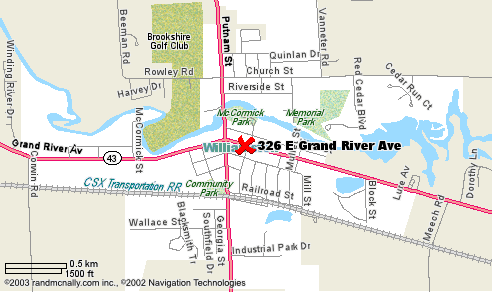 Winding River Dr
Beeman Rd
Brookshire
Golf Club
Putnam St
Vanneter Rd
Quinlan Dr
Rowley Rd
Church St
Harvey Dr
Riverside St
Red Cedar Blvd
Cedar Run Ct
McCormick St
McCormick
Park
Memorial
Park
Grand River Av
43
Willia
326 E Grand River Ave
Corwin Rd
CSX Transportation RR
Community
Park
Railroad St
Mill St
Brook St
Lure Av
Meech Rd
Dorothy Ln
Wallace St
Blacksmith Tr
Southfield Dr
Georgia St
Industrial Park Dr
0.5 km
1500 ft
©2003 randmcnally.com inc., ©2002 Navigation Technologies